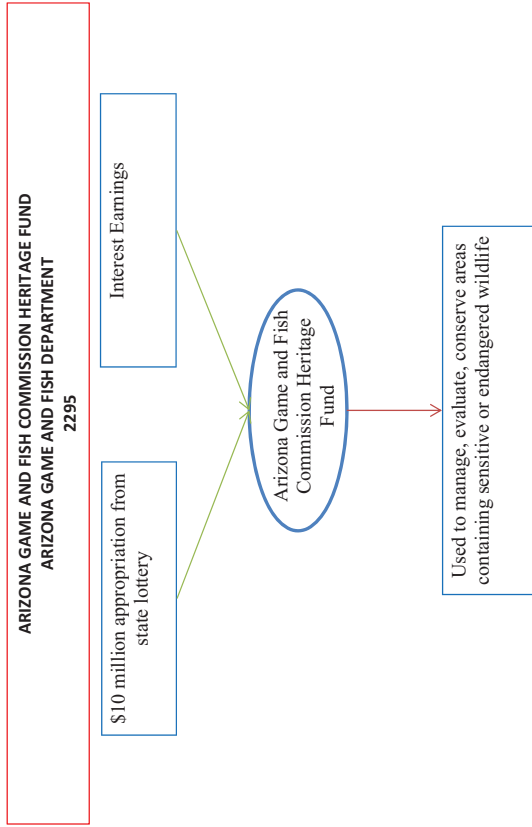 ARIZONA GAME AND FISH COMMISSION HERITAGE FUND
ARIZONA GAME AND FISH DEPARTMENT
2295
$10 million appropriation from
state lottery
Interest Earnings
Arizona Game and Fish
Commission Heritage
Fund
Used to manage, evaluate, conserve areas
containing sensitive or endangered wildlife